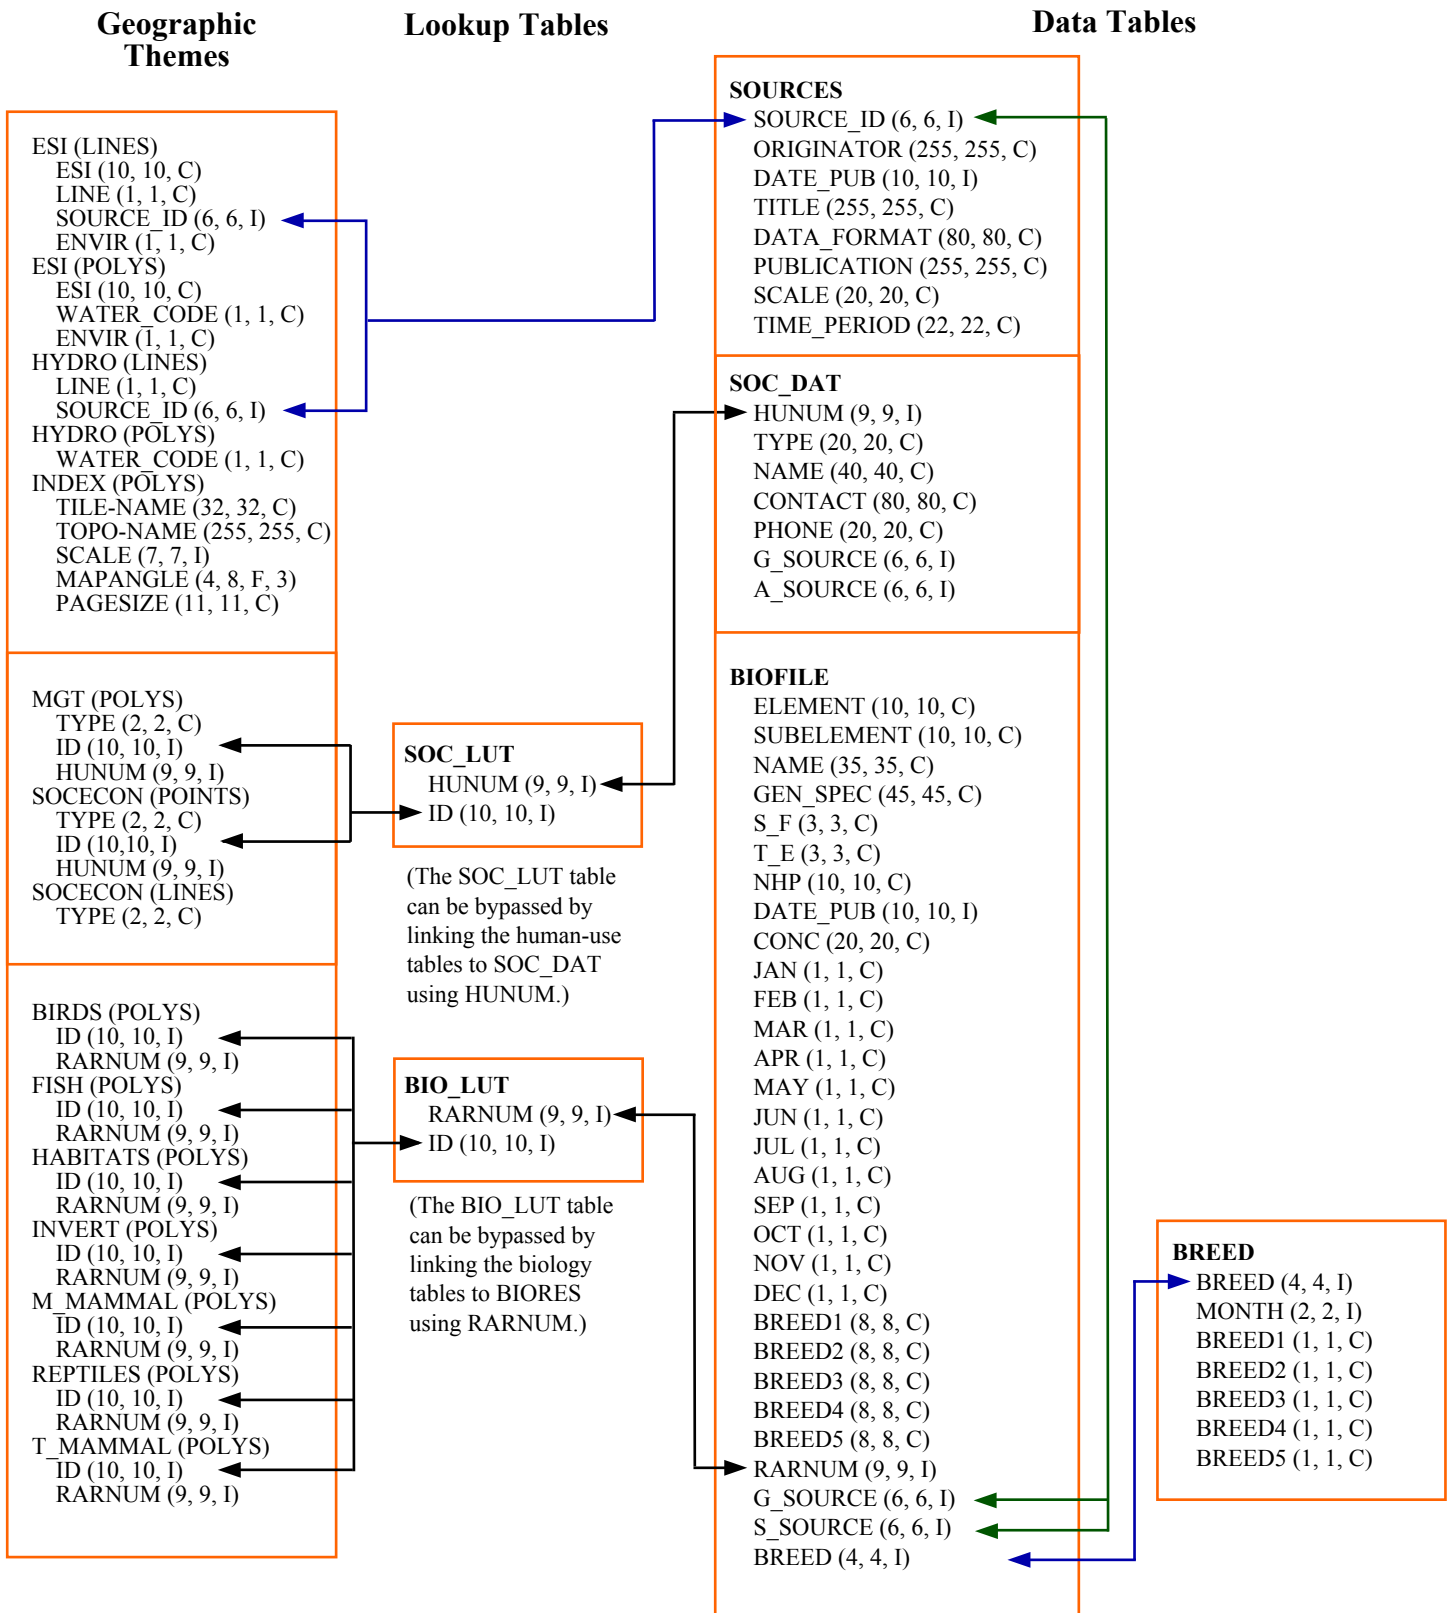 Geographic
Themes
Lookup Tables
Data Tables
ESI (LINES)
ESI (10, 10, C)
LINE (1, 1, C)
SOURCE_ID (6, 6, I)
ENVIR (1, 1, C)
ESI (POLYS)
ESI (10, 10, C)
WATER_CODE (1, 1, C)
ENVIR (1, 1, C)
HYDRO (LINES)
LINE (1, 1, C)
SOURCE_ID (6, 6, I)
HYDRO (POLYS)
WATER_CODE (1, 1, C)
INDEX (POLYS)
TILE-NAME (32, 32, C)
TOPO-NAME (255, 255, C)
SCALE (7, 7, I)
MAPANGLE (4, 8, F, 3)
PAGESIZE (11, 11, C)
MGT (POLYS)
TYPE (2, 2, C)
ID (10, 10, I)
HUNUM (9, 9, I)
SOCECON (POINTS)
TYPE (2, 2, C)
ID (10,10, I)
HUNUM (9, 9, I)
SOCECON (LINES)
TYPE (2, 2, C)
BIRDS (POLYS)
ID (10, 10, I)
RARNUM (9, 9, I)
FISH (POLYS)
ID (10, 10, I)
RARNUM (9, 9, I)
HABITATS (POLYS)
ID (10, 10, I)
RARNUM (9, 9, I)
INVERT (POLYS)
ID (10, 10, I)
RARNUM (9, 9, I)
M_MAMMAL (POLYS)
ID (10, 10, I)
RARNUM (9, 9, I)
REPTILES (POLYS)
ID (10, 10, I)
RARNUM (9, 9, I)
T_MAMMAL (POLYS)
ID (10, 10, I)
RARNUM (9, 9, I)
SOC_LUT
HUNUM (9, 9, I)
ID (10, 10, I)
(The SOC_LUT table
can be bypassed by
linking the human-use
tables to SOC_DAT
using HUNUM.)
BIO_LUT
RARNUM (9, 9, I)
ID (10, 10, I)
(The BIO_LUT table
can be bypassed by
linking the biology
tables to BIORES
using RARNUM.)
SOURCES
SOURCE_ID (6, 6, I)
ORIGINATOR (255, 255, C)
DATE_PUB (10, 10, I)
TITLE (255, 255, C)
DATA_FORMAT (80, 80, C)
PUBLICATION (255, 255, C)
SCALE (20, 20, C)
TIME_PERIOD (22, 22, C)
SOC_DAT
HUNUM (9, 9, I)
TYPE (20, 20, C)
NAME (40, 40, C)
CONTACT (80, 80, C)
PHONE (20, 20, C)
G_SOURCE (6, 6, I)
A_SOURCE (6, 6, I)
BIOFILE
ELEMENT (10, 10, C)
SUBELEMENT (10, 10, C)
NAME (35, 35, C)
GEN_SPEC (45, 45, C)
S_F (3, 3, C)
T_E (3, 3, C)
NHP (10, 10, C)
DATE_PUB (10, 10, I)
CONC (20, 20, C)
JAN (1, 1, C)
FEB (1, 1, C)
MAR (1, 1, C)
APR (1, 1, C)
MAY (1, 1, C)
JUN (1, 1, C)
JUL (1, 1, C)
AUG (1, 1, C)
SEP (1, 1, C)
OCT (1, 1, C)
NOV (1, 1, C)
DEC (1, 1, C)
BREED1 (8, 8, C)
BREED2 (8, 8, C)
BREED3 (8, 8, C)
BREED4 (8, 8, C)
BREED5 (8, 8, C)
RARNUM (9, 9, I)
G_SOURCE (6, 6, I)
S_SOURCE (6, 6, I)
BREED (4, 4, I)
BREED
BREED (4, 4, I)
MONTH (2, 2, I)
BREED1 (1, 1, C)
BREED2 (1, 1, C)
BREED3 (1, 1, C)
BREED4 (1, 1, C)
BREED5 (1, 1, C)